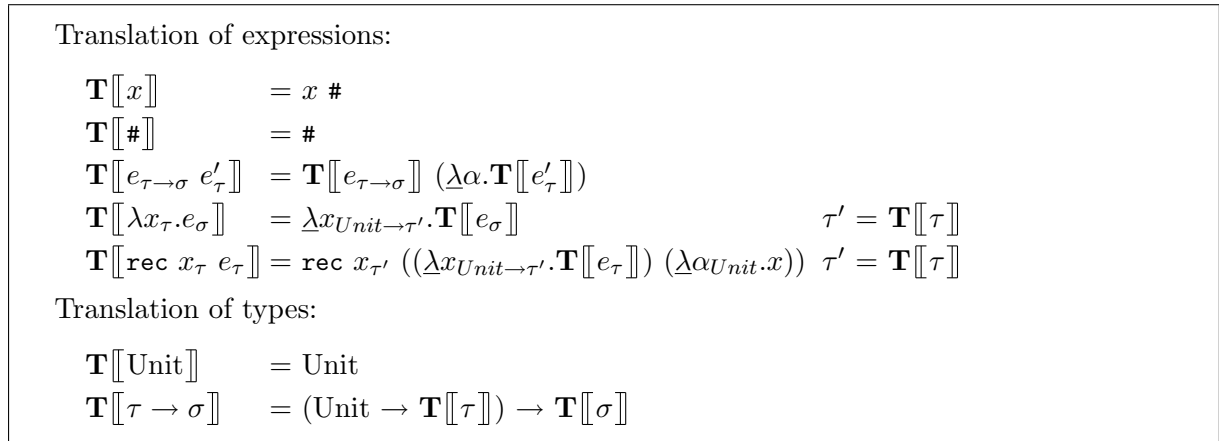 Translation of expressions:
T⟦x⟧ = x #
T⟦#⟧ = #
T⟦e_{τ→σ} e′_τ⟧ = T⟦e_{τ→σ}⟧ (λ̲α.T⟦e′_τ⟧)
T⟦λx_τ.e_σ⟧ = λ̲x_{Unit→τ′}.T⟦e_σ⟧ τ′ = T⟦τ⟧
T⟦rec x_τ e_τ⟧ = rec x_{τ′} ((λ̲x_{Unit→τ′}.T⟦e_τ⟧) (λ̲α_{Unit}.x)) τ′ = T⟦τ⟧
Translation of types:
T⟦Unit⟧ = Unit
T⟦τ → σ⟧ = (Unit → T⟦τ⟧) → T⟦σ⟧